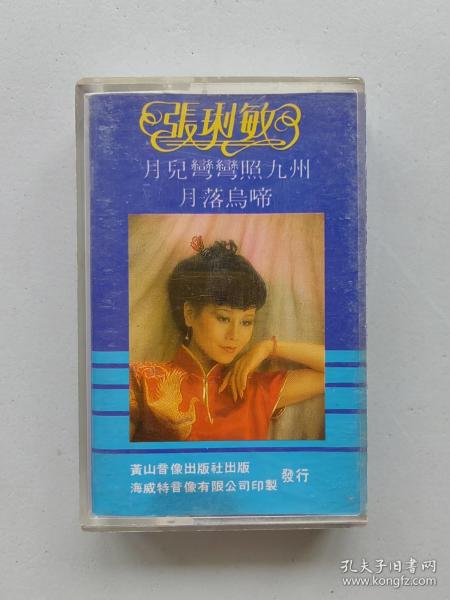 張琍敏
月兒彎彎照九州
月落烏啼
黃山音像出版社出版
海威特音像有限公司印製
發行
孔夫子旧书网
www.kongfz.com